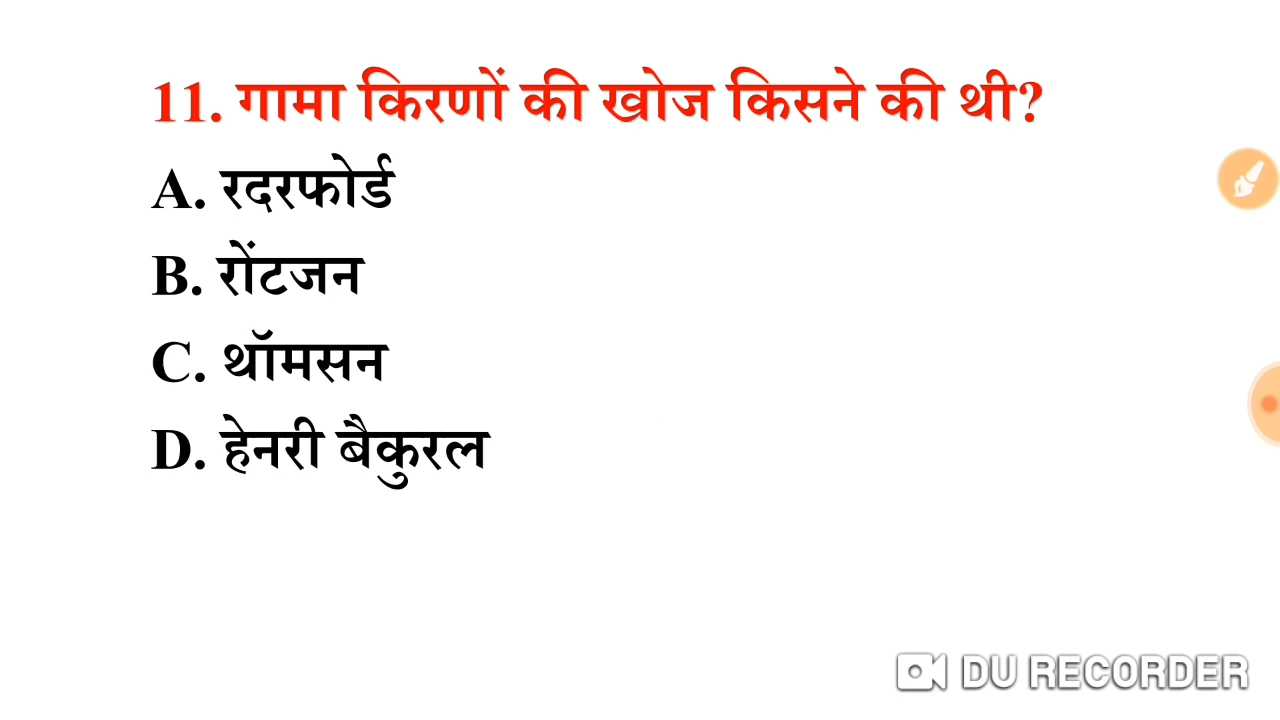 11. गामा किरणों की खोज किसने की थी?
A. रदरफोर्ड
B. रोंटजन
C. थॉमसन
D. हेनरी बैकुरल
DU RECORDER